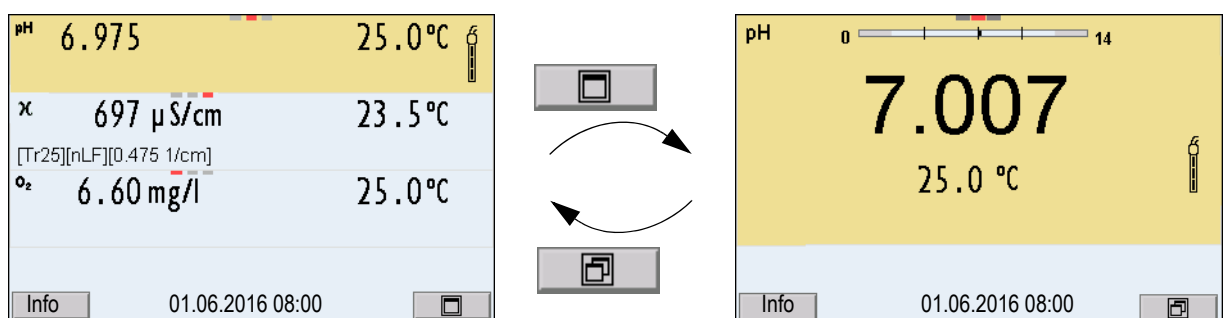 pH 6.975 25.0°C
ϰ 697 µS/cm 23.5°C
[Tr25][nLF][0.475 1/cm]
O₂ 6.60 mg/l 25.0°C
Info 01.06.2016 08:00
pH 0 14
7.007
25.0 °C
Info 01.06.2016 08:00